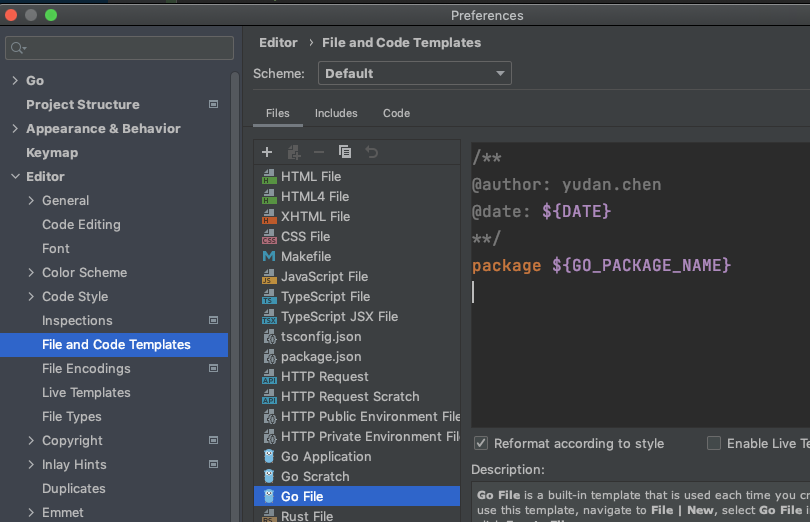 Preferences
Editor › File and Code Templates
Scheme: Default
Files Includes Code
Go
Project Structure
Appearance & Behavior
Keymap
Editor
General
Code Editing
Font
Color Scheme
Code Style
Inspections
File and Code Templates
File Encodings
Live Templates
File Types
Copyright
Inlay Hints
Duplicates
Emmet
HTML File
HTML4 File
XHTML File
CSS File
Makefile
JavaScript File
TypeScript File
TypeScript JSX File
tsconfig.json
package.json
HTTP Request
HTTP Request Scratch
HTTP Public Environment File
HTTP Private Environment Fil
Go Application
Go Scratch
Go File
Rust File
/**
@author: yudan.chen
@date: ${DATE}
**/
package ${GO_PACKAGE_NAME}
Reformat according to style
Enable Live Te
Description:
Go File is a built-in template that is used each time you cr
use this template, navigate to File | New, select Go File i